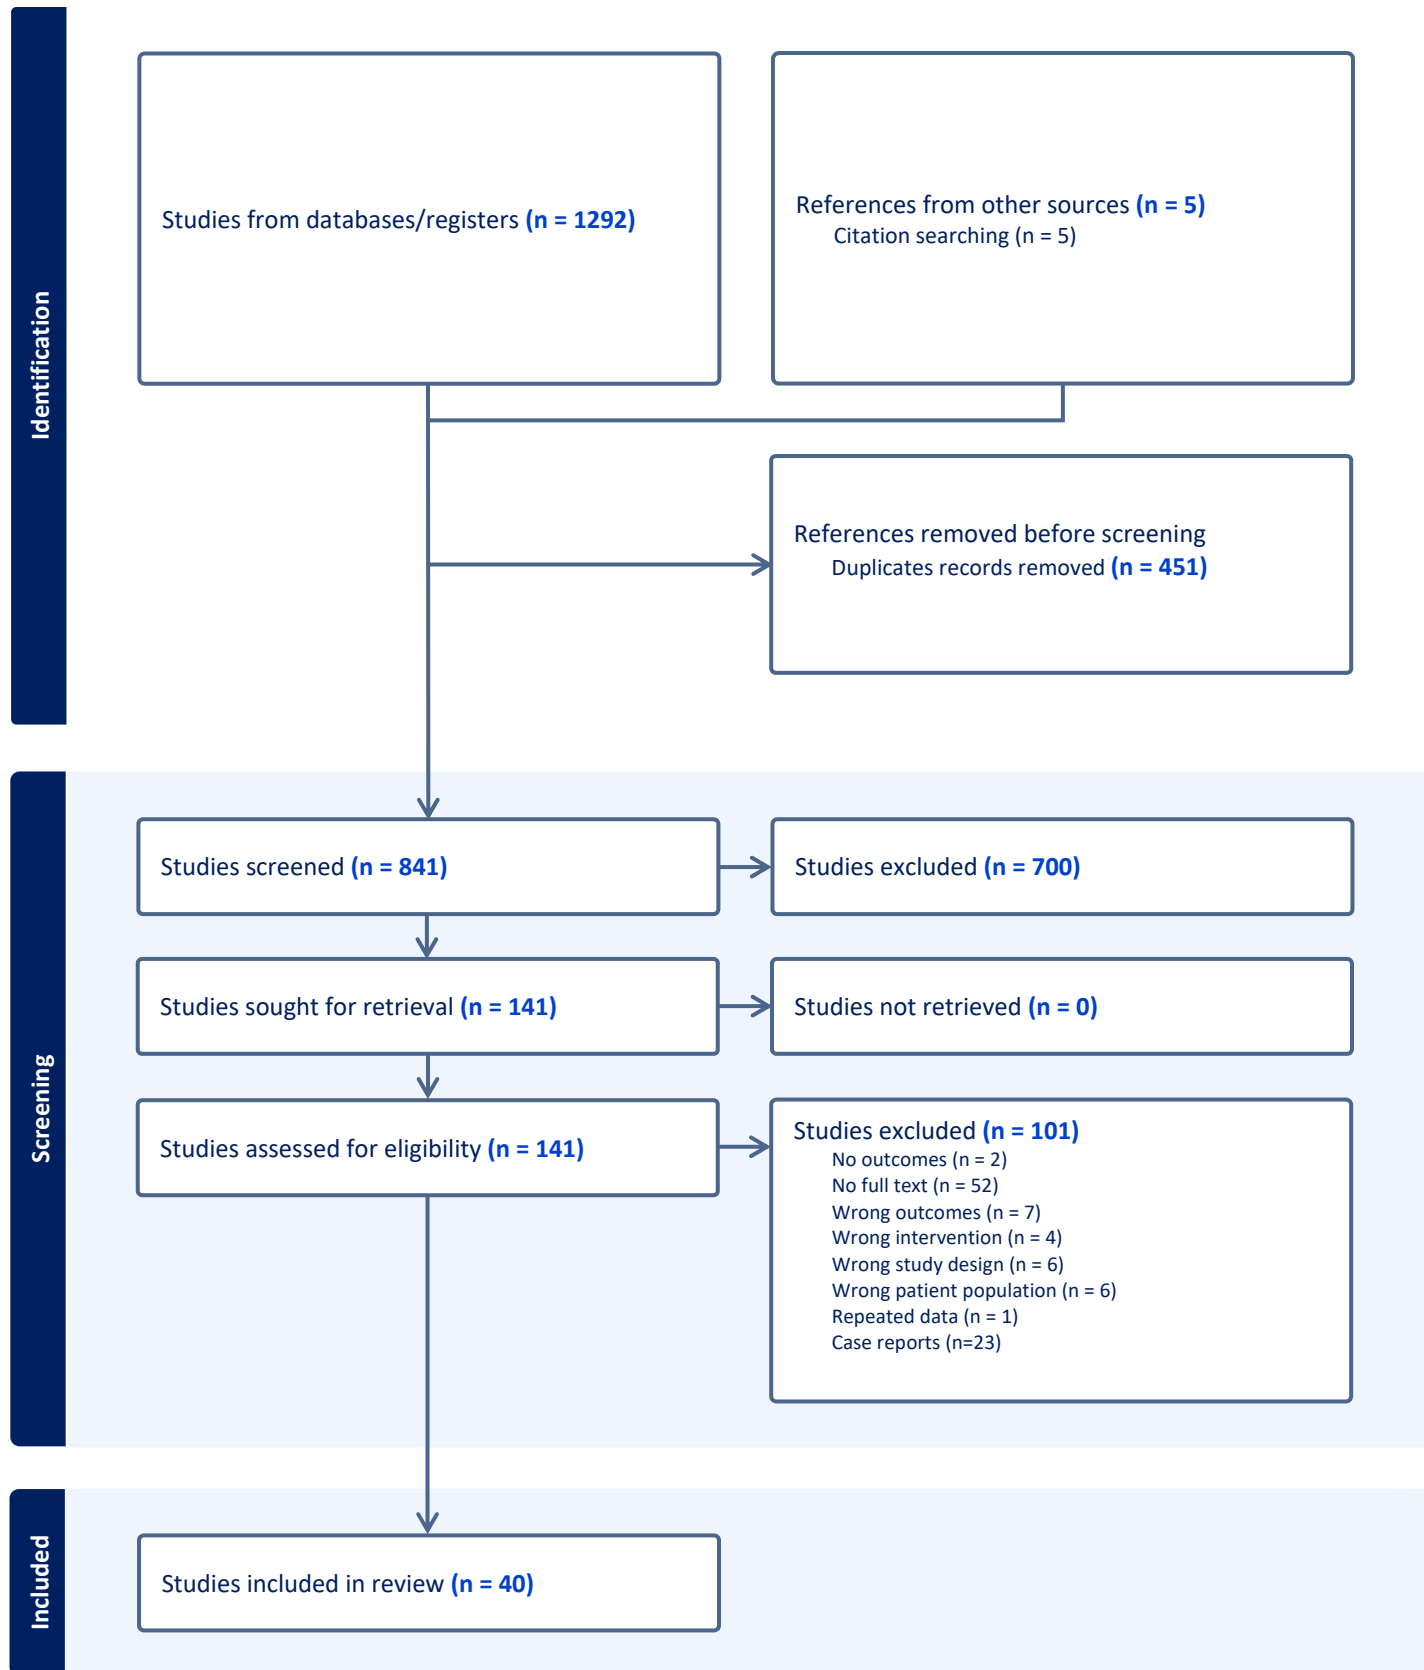 Identification
Studies from databases/registers (n = 1292)
References from other sources (n = 5)
Citation searching (n = 5)
References removed before screening
Duplicates records removed (n = 451)
Screening
Studies screened (n = 841)
Studies excluded (n = 700)
Studies sought for retrieval (n = 141)
Studies not retrieved (n = 0)
Studies assessed for eligibility (n = 141)
Studies excluded (n = 101)
No outcomes (n = 2)
No full text (n = 52)
Wrong outcomes (n = 7)
Wrong intervention (n = 4)
Wrong study design (n = 6)
Wrong patient population (n = 6)
Repeated data (n = 1)
Case reports (n=23)
Included
Studies included in review (n = 40)